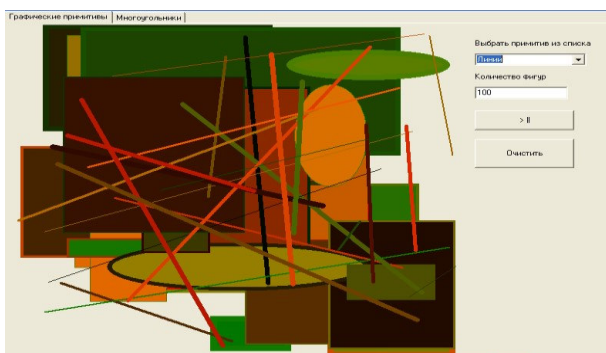 Графические примитивы Многоугольники
Выбрать примитив из списка
Линии
Количество фигур
100
> II
Очистить